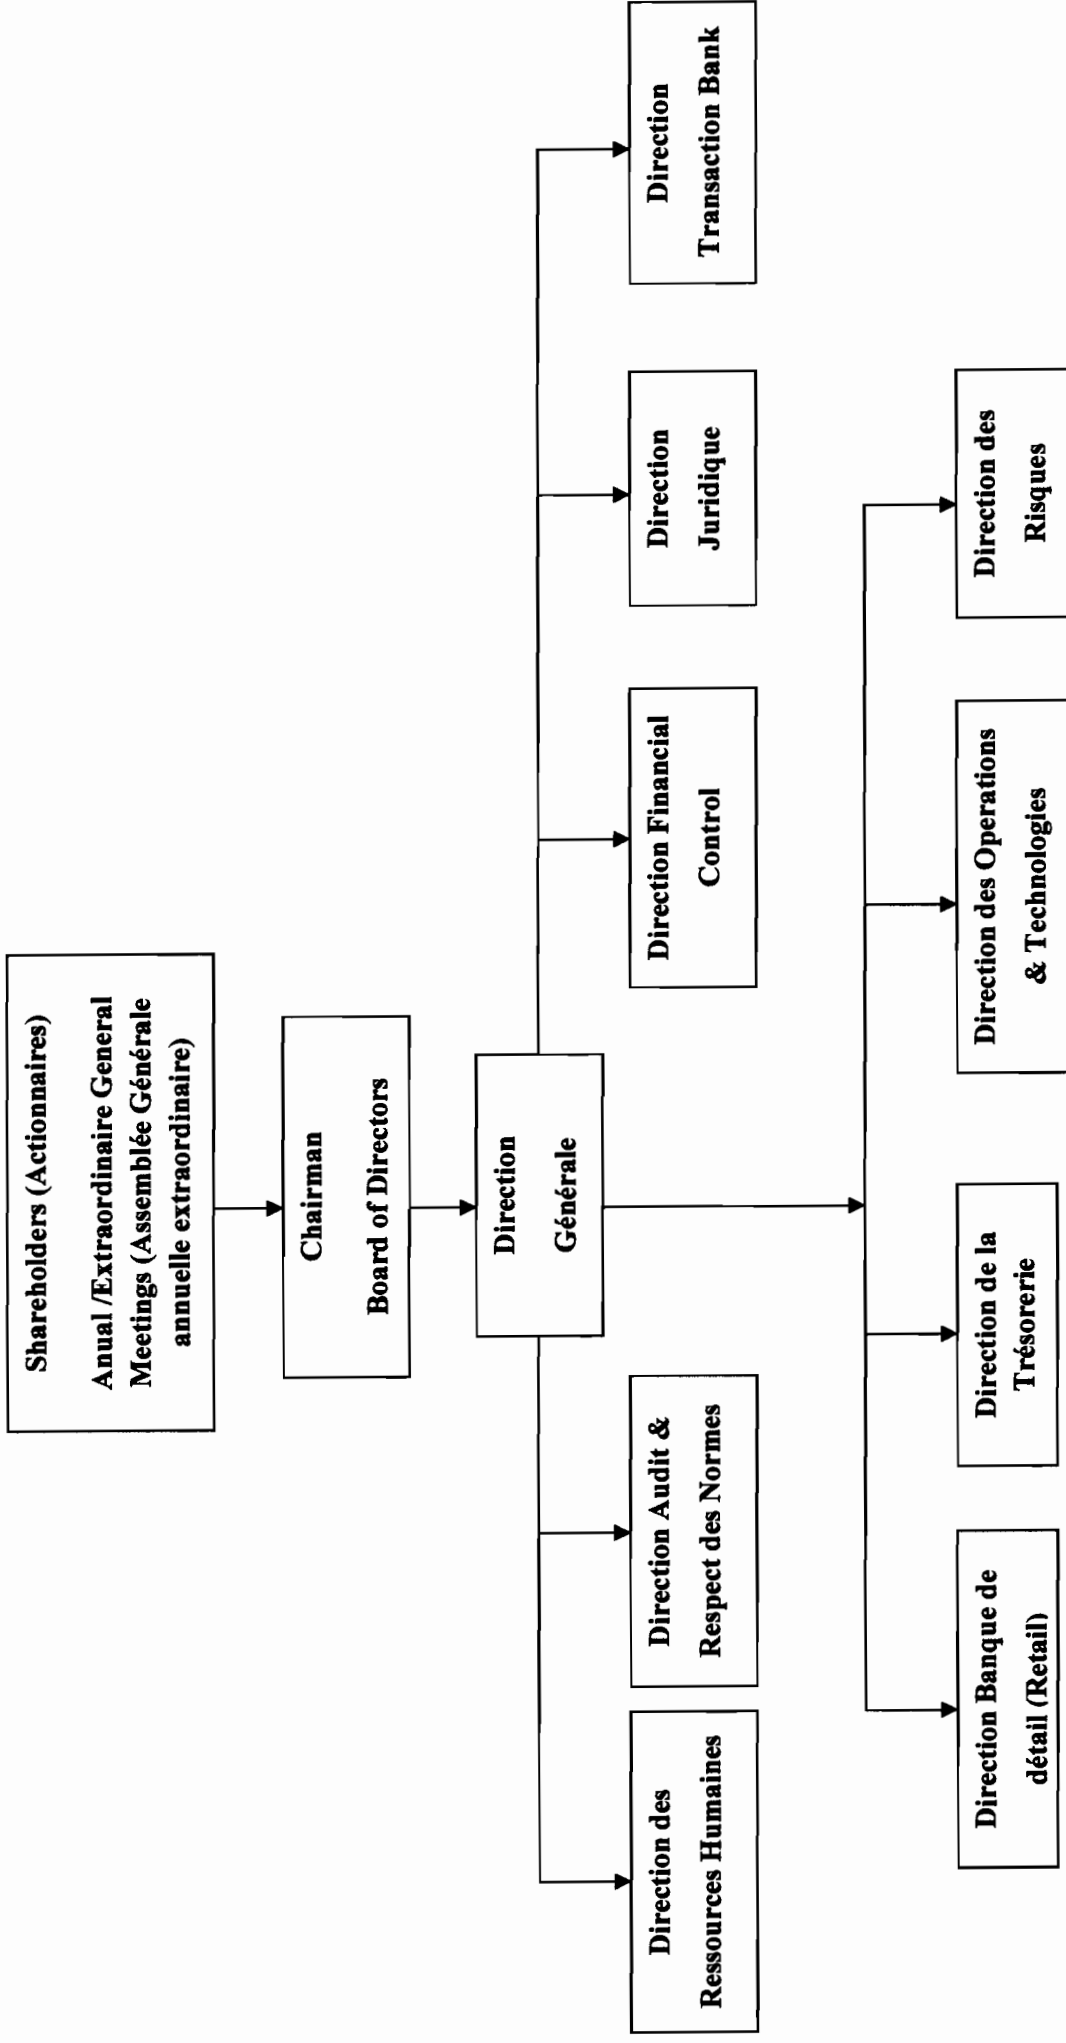 Shareholders (Actionnaires)
Anual /Extraordinaire General
Meetings (Assemblée Générale
annuelle extraordinaire)
Chairman
Board of Directors
Direction
Générale
Direction des
Ressources Humaines
Direction Audit &
Respect des Normes
Direction Financial
Control
Direction
Juridique
Direction
Transaction Bank
Direction Banque de
détail (Retail)
Direction de la
Trésorerie
Direction des Operations
& Technologies
Direction des
Risques